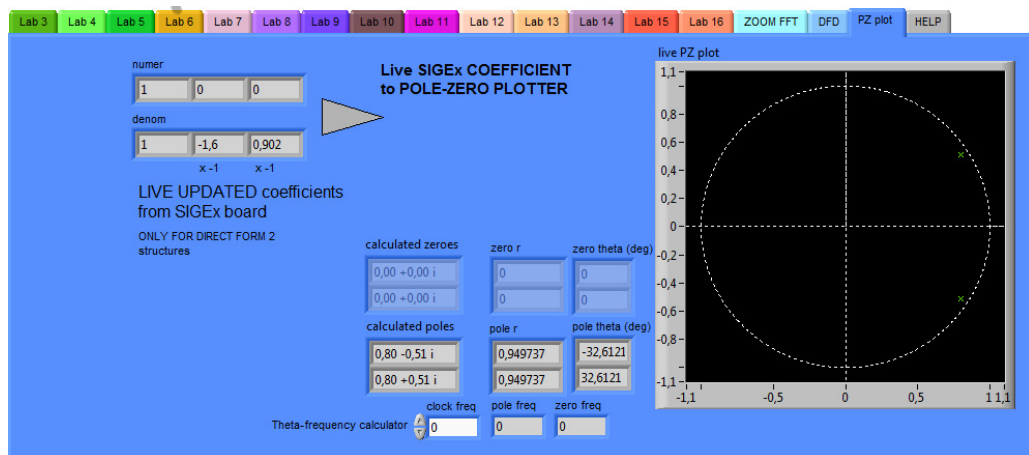 Lab 3 Lab 4 Lab 5 Lab 6 Lab 7 Lab 8 Lab 9 Lab 10 Lab 11 Lab 12 Lab 13 Lab 14 Lab 15 Lab 16 ZOOM FFT DFD PZ plot HELP
numer
1 0 0
denom
1 -1,6 0,902
x -1 x -1
Live SIGEx COEFFICIENT
to POLE-ZERO PLOTTER
LIVE UPDATED coefficients
from SIGEx board
ONLY FOR DIRECT FORM 2
structures
calculated zeroes zero r zero theta (deg)
0,00 +0,00 i 0 0
0,00 +0,00 i 0 0
calculated poles pole r pole theta (deg)
0,80 -0,51 i 0,949737 -32,6121
0,80 +0,51 i 0,949737 32,6121
clock freq pole freq zero freq
Theta-frequency calculator 0 0 0
live PZ plot
1,1
0,8
0,6
0,4
0,2
0
-0,2
-0,4
-0,6
-0,8
-1,1
-1,1 -0,5 0 0,5 1 1,1